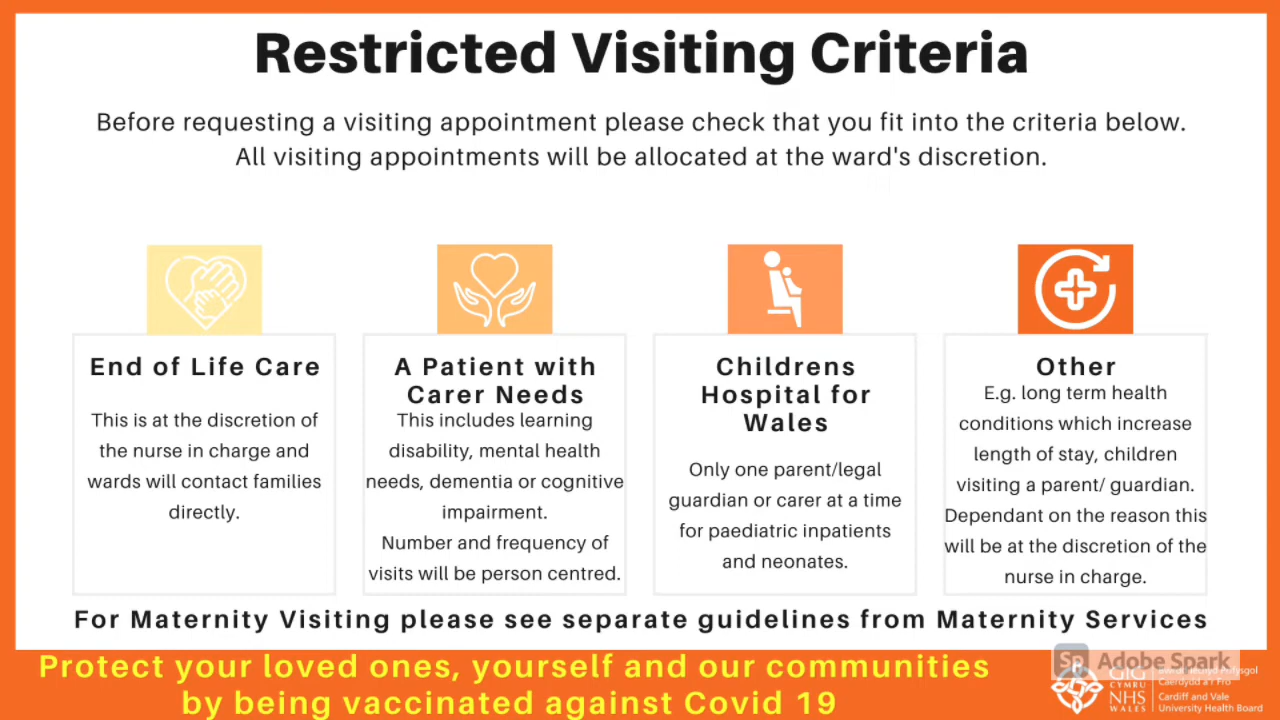 Restricted Visiting Criteria
Before requesting a visiting appointment please check that you fit into the criteria below.
All visiting appointments will be allocated at the ward's discretion.
End of Life Care
This is at the discretion of
the nurse in charge and
wards will contact families
directly.
A Patient with
Carer Needs
This includes learning
disability, mental health
needs, dementia or cognitive
impairment.
Number and frequency of
visits will be person centred.
Childrens
Hospital for
Wales
Only one parent/legal
guardian or carer at a time
for paediatric inpatients
and neonates.
Other
E.g. long term health
conditions which increase
length of stay, children
visiting a parent/ guardian.
Dependant on the reason this
will be at the discretion of the
nurse in charge.
For Maternity Visiting please see separate guidelines from Maternity Services
Protect your loved ones, yourself and our communities
by being vaccinated against Covid 19
Sp Adobe Spark
GIG
CYMRU
NHS
WALES
Prifysgol
Caerdydd a'r Fro
Cardiff and Vale
University Health Board